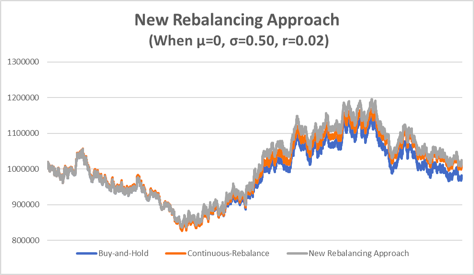 New Rebalancing Approach
(When μ=0, σ=0.50, r=0.02)
1300000
1200000
1100000
1000000
900000
800000
Buy-and-Hold Continuous-Rebalance New Rebalancing Approach